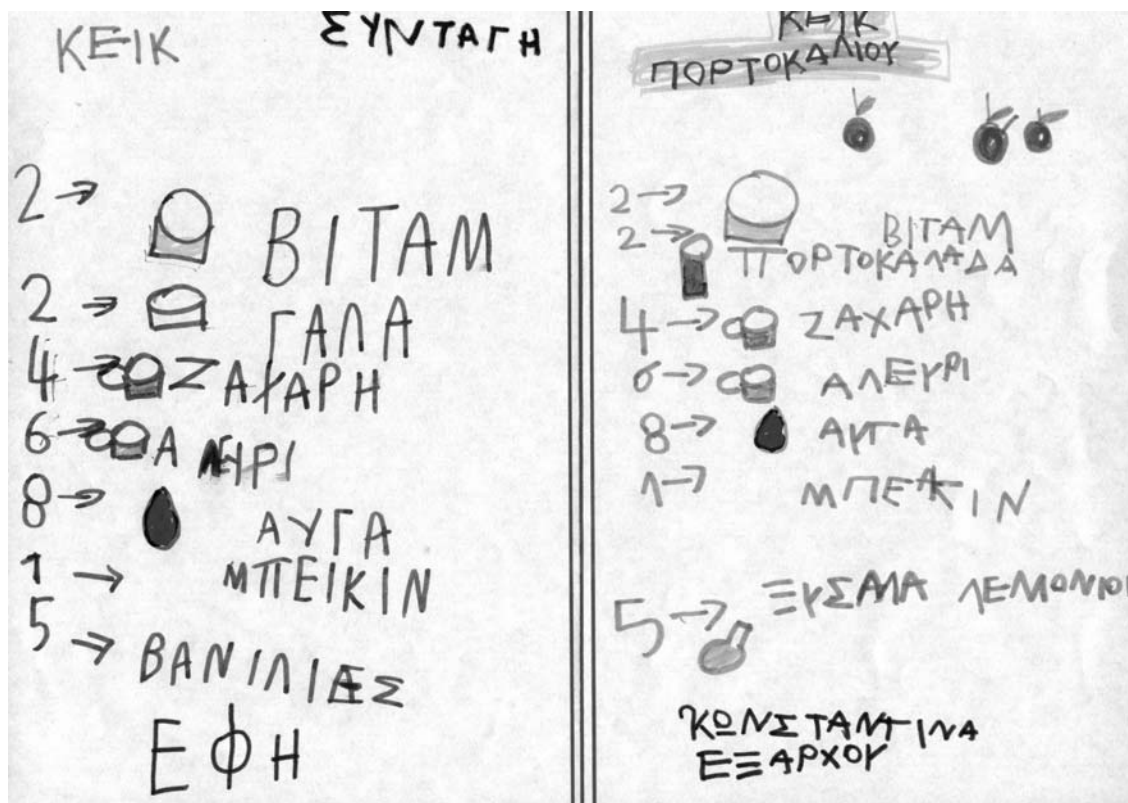 ΚΕΙΚ ΣΥΝΤΑΓΗ
2→ ΒΙΤΑΜ
2→ ΓΑΛΑ
4→ ΖΑΧΑΡΗ
6→ ΑΛΕΥΡΙ
8→ ΑΥΓΑ
1→ ΜΠΕΙΚΙΝ
5→ ΒΑΝΙΛΙΕΣ
ΕΦΗ
ΚΕΙΚ
ΠΟΡΤΟΚΑΛΙΟΥ
2→ ΒΙΤΑΜ
2→ ΠΟΡΤΟΚΑΛΑΔΑ
4→ ΖΑΧΑΡΗ
6→ ΑΛΕΥΡΙ
8→ ΑΥΓΑ
1→ ΜΠΕΙΚΙΝ
5→ ΞΥΣΜΑ ΛΕΜΟΝΙΟΥ
ΚΩΝΣΤΑΝΤΙΝΑ
ΕΞΑΡΧΟΥ